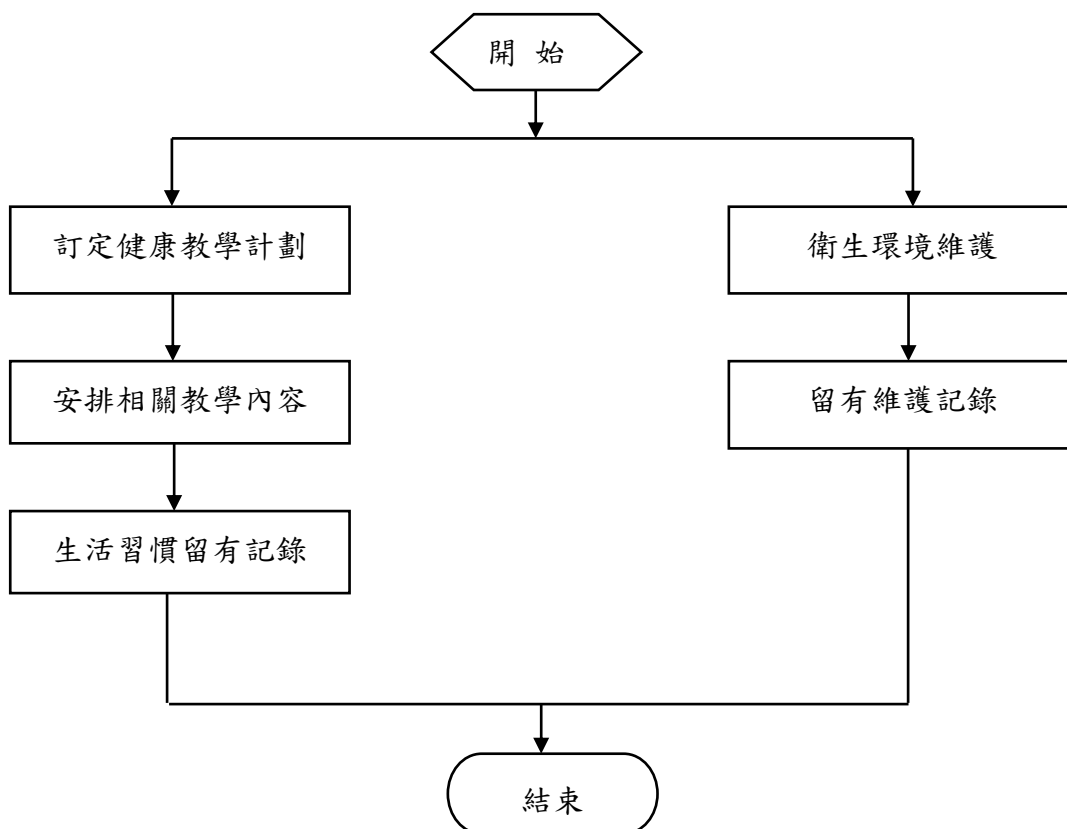 開 始
訂定健康教學計劃
安排相關教學內容
生活習慣留有記錄
衛生環境維護
留有維護記錄
結束